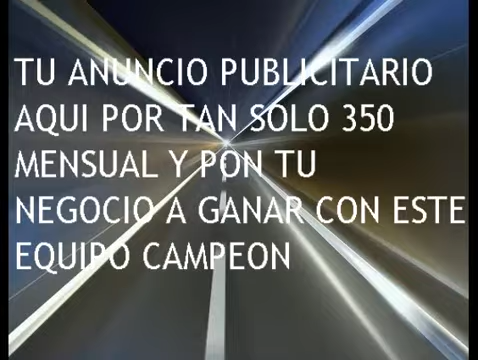 TU ANUNCIO PUBLICITARIO
AQUI POR TAN SOLO 350
MENSUAL Y PON TU
NEGOCIO A GANAR CON ESTE
EQUIPO CAMPEON